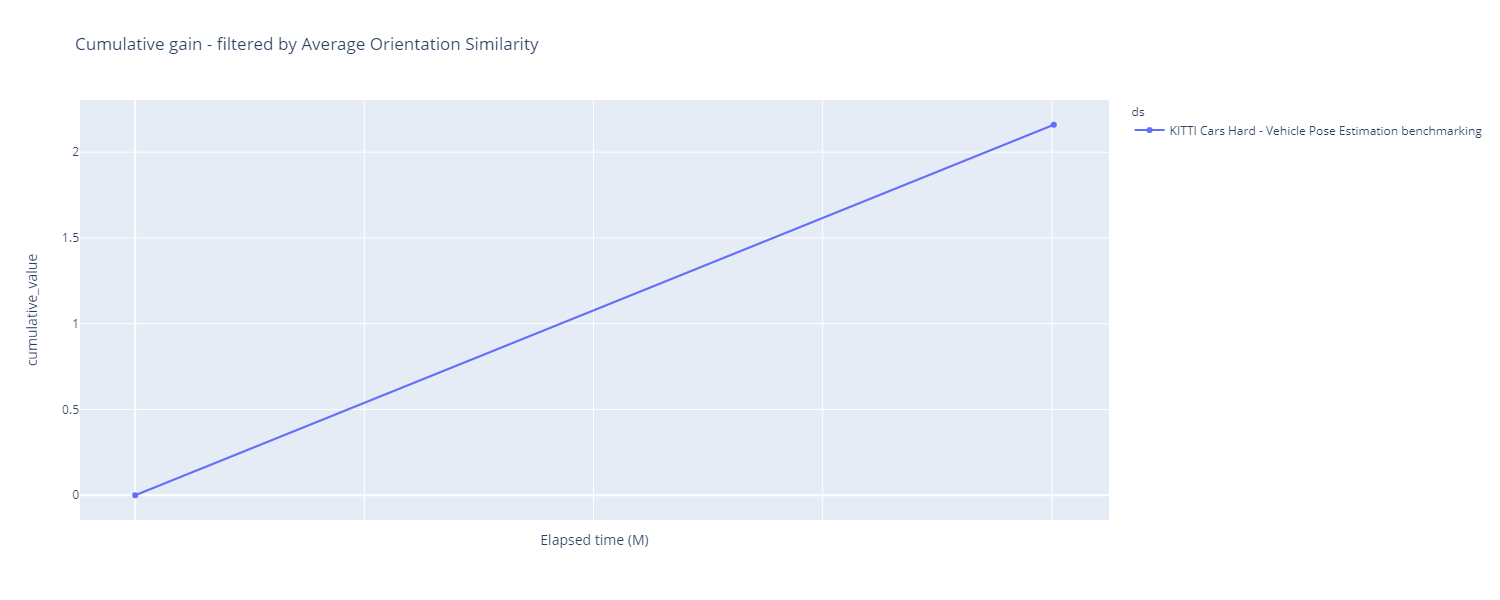 Cumulative gain - filtered by Average Orientation Similarity
ds
KITTI Cars Hard - Vehicle Pose Estimation benchmarking
2
1.5
1
0.5
0
cumulative_value
Elapsed time (M)